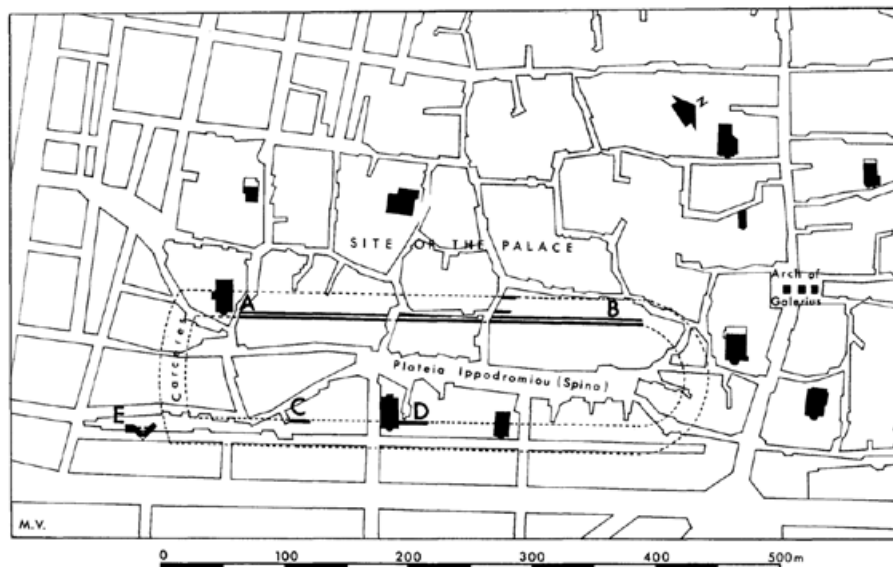 N
SITE OF THE PALACE
Arch of
Galerius
A
B
Carceres
Plateia Ippodromiou (Spina)
E
C
D
M.V.
0 100 200 300 400 500m